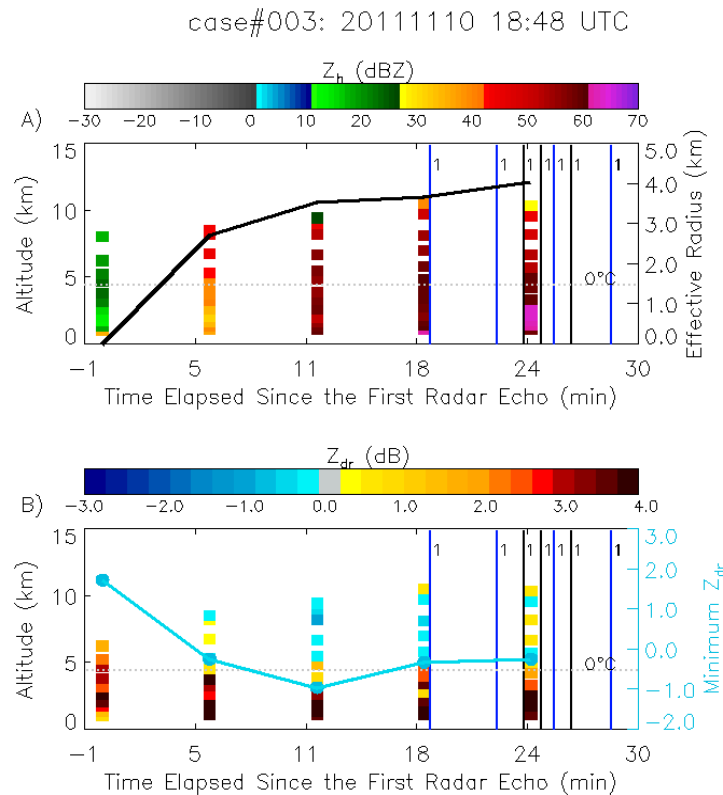 case#003: 20111110 18:48 UTC
Z_h (dBZ)
A)
−30 −20 −10 0 10 20 30 40 50 60 70
15 10 5 0
Altitude (km)
1 1 1 1 1 1 1
0°C
5.0 4.0 3.0 2.0 1.0 0.0
Effective Radius (km)
−1 5 11 18 24 30
Time Elapsed Since the First Radar Echo (min)
Z_dr (dB)
B)
−3.0 −2.0 −1.0 0.0 1.0 2.0 3.0 4.0
15 10 5 0
Altitude (km)
1 1 1 1 1 1 1
0°C
3.0 2.0 1.0 −0.0 −1.0 −2.0
Minimum Z_dr
−1 5 11 18 24 30
Time Elapsed Since the First Radar Echo (min)